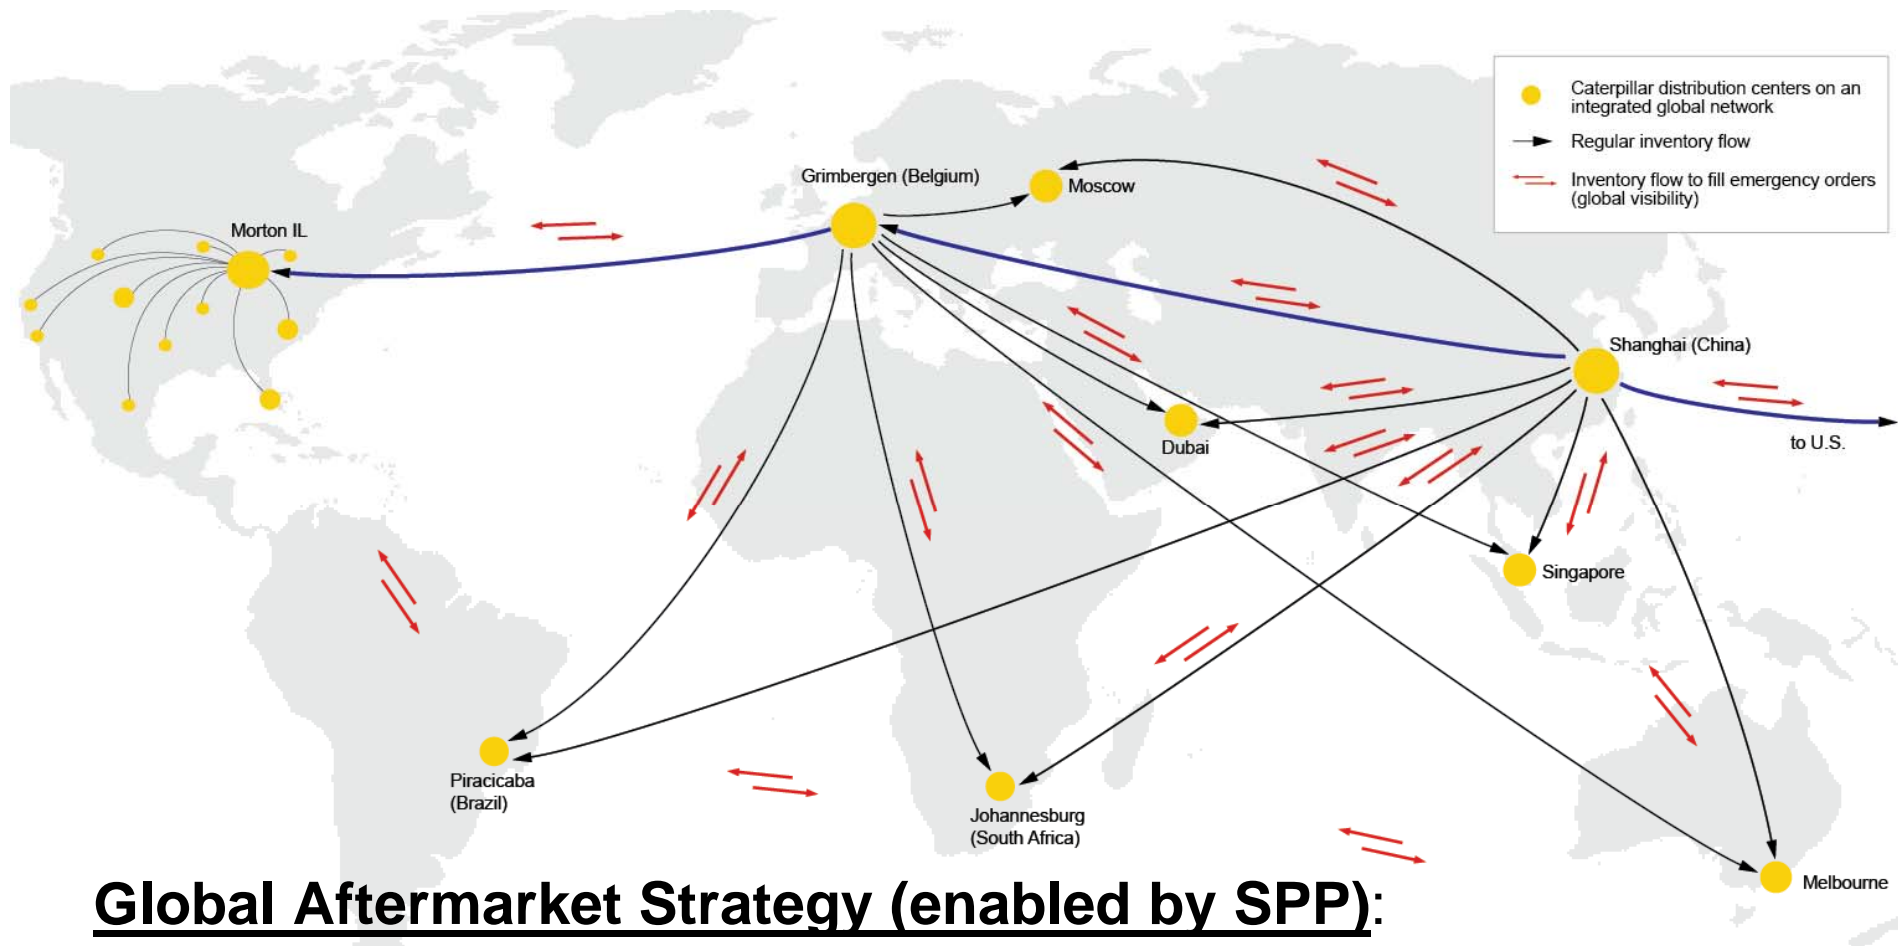 Caterpillar distribution centers on an
integrated global network
Regular inventory flow
Inventory flow to fill emergency orders
(global visibility)
Grimbergen (Belgium)
Moscow
Morton IL
Shanghai (China)
to U.S.
Dubai
Singapore
Piracicaba
(Brazil)
Johannesburg
(South Africa)
Melbourne
Global Aftermarket Strategy (enabled by SPP):